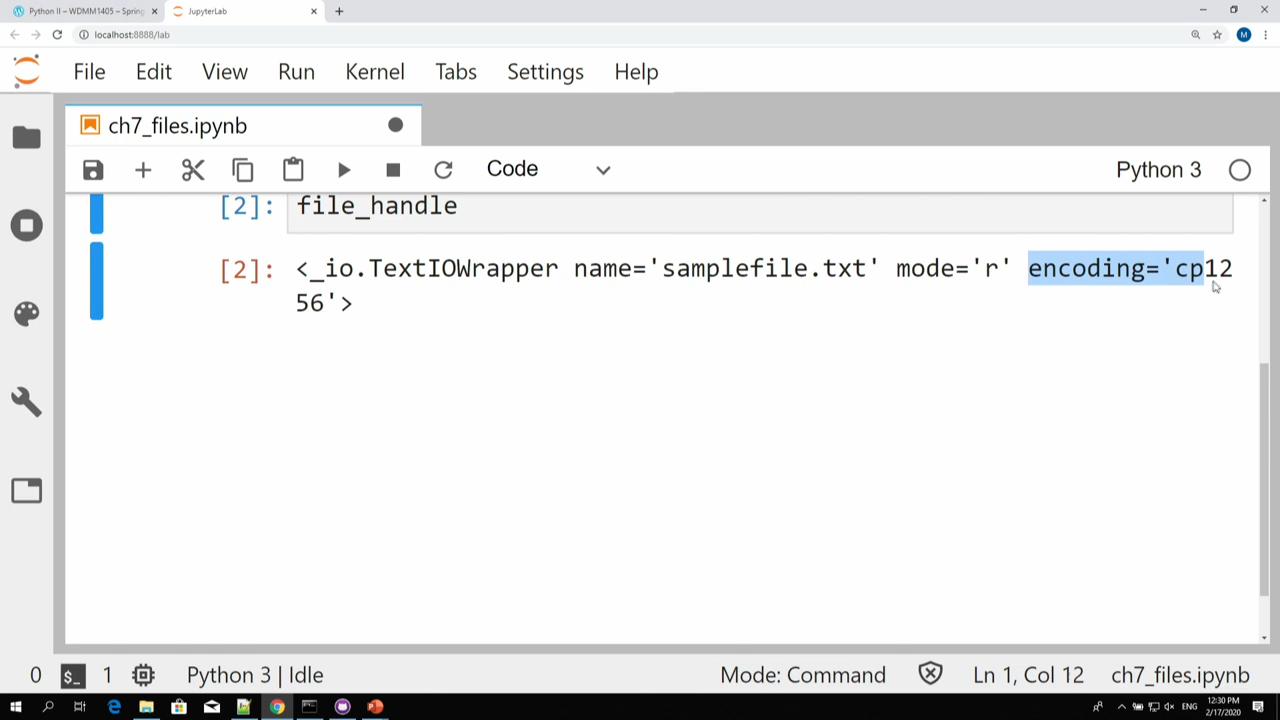 Python II – WDMM1405 – Spring
JupyterLab
localhost:8888/lab
M
File Edit View Run Kernel Tabs Settings Help
ch7_files.ipynb
Code
Python 3
[2]: file_handle
[2]: <_io.TextIOWrapper name='samplefile.txt' mode='r' encoding='cp12
56'>
0 $_ 1 Python 3 | Idle Mode: Command Ln 1, Col 12 ch7_files.ipynb
ENG
12:30 PM
2/17/2020